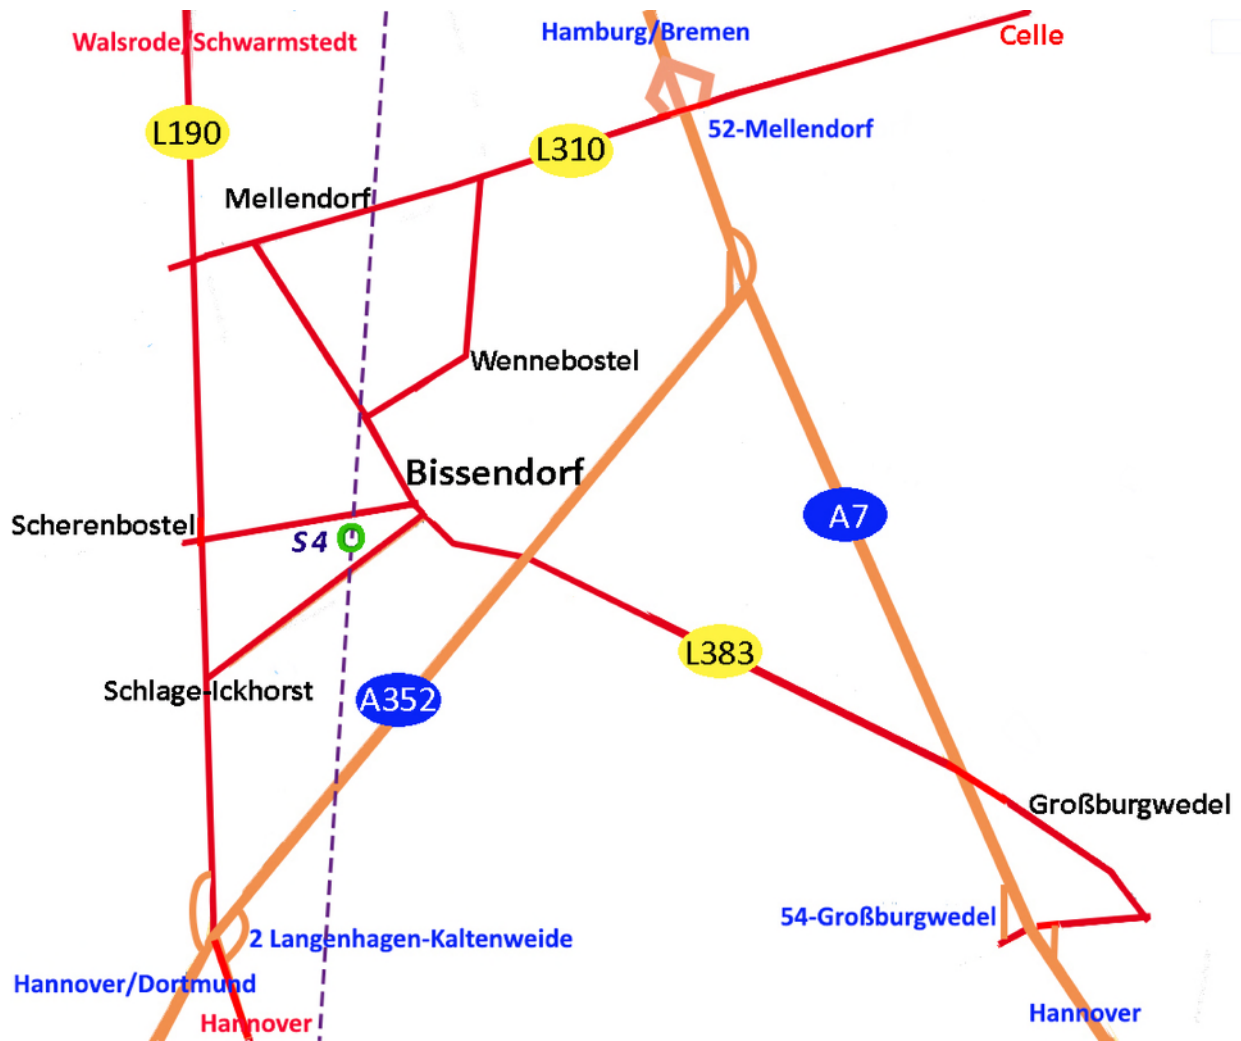 Hamburg/Bremen
Celle
Walsrode/Schwarmstedt
52-Mellendorf
L190
L310
Mellendorf
Wennebostel
Bissendorf
A7
Scherenbostel
S4
L383
Schlage-Ickhorst
A352
Großburgwedel
54-Großburgwedel
2 Langenhagen-Kaltenweide
Hannover/Dortmund
Hannover
Hannover